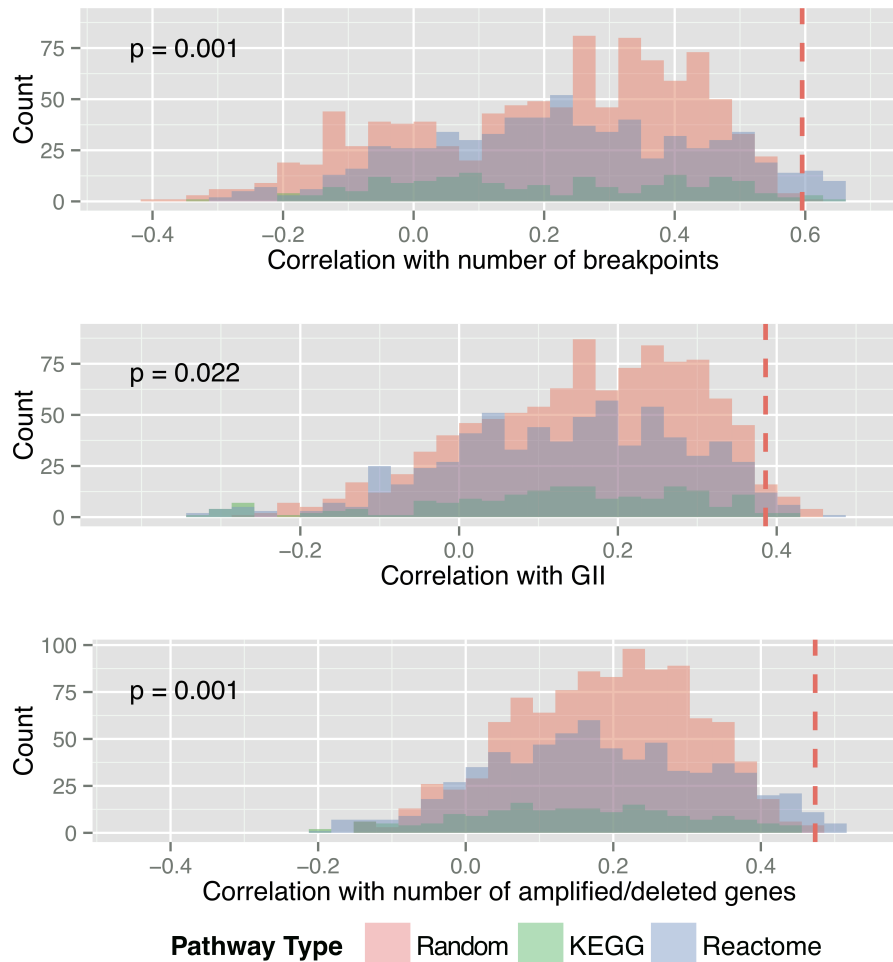 p = 0.001
Count
75
50
25
0
−0.4 −0.2 0.0 0.2 0.4 0.6
Correlation with number of breakpoints
p = 0.022
Count
75
50
25
0
−0.2 0.0 0.2 0.4
Correlation with GII
p = 0.001
Count
100
75
50
25
0
−0.4 −0.2 0.0 0.2 0.4
Correlation with number of amplified/deleted genes
Pathway Type Random KEGG Reactome